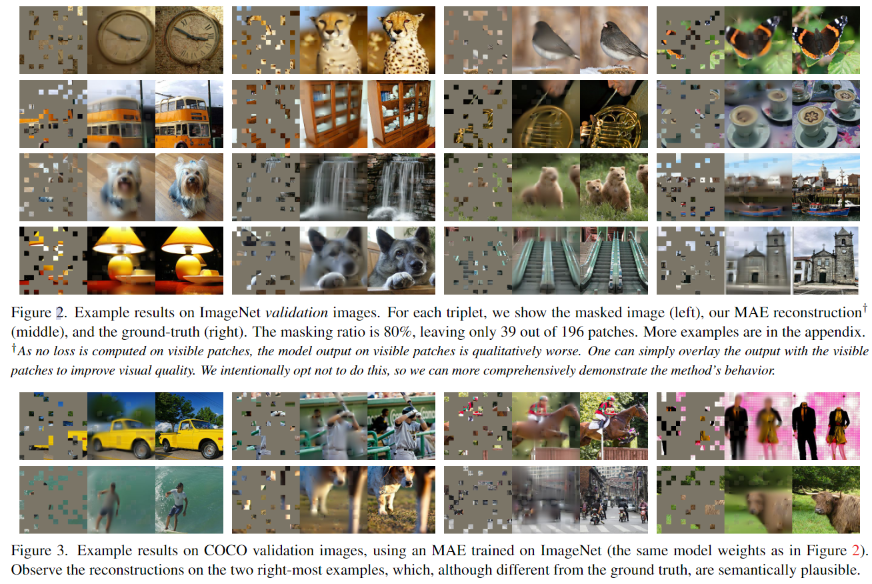 Figure 2. Example results on ImageNet validation images. For each triplet, we show the masked image (left), our MAE reconstruction†
(middle), and the ground-truth (right). The masking ratio is 80%, leaving only 39 out of 196 patches. More examples are in the appendix.
†As no loss is computed on visible patches, the model output on visible patches is qualitatively worse. One can simply overlay the output with the visible
patches to improve visual quality. We intentionally opt not to do this, so we can more comprehensively demonstrate the method's behavior.
Figure 3. Example results on COCO validation images, using an MAE trained on ImageNet (the same model weights as in Figure 2).
Observe the reconstructions on the two right-most examples, which, although different from the ground truth, are semantically plausible.